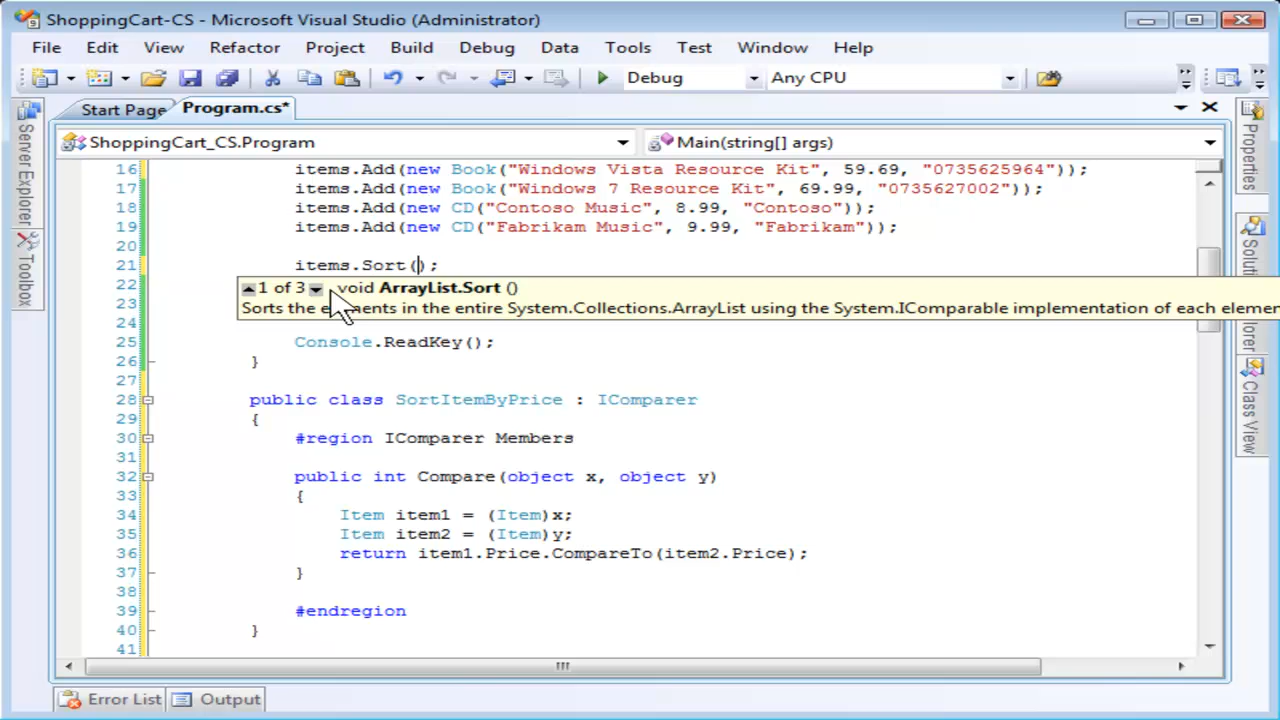 ShoppingCart-CS - Microsoft Visual Studio (Administrator)
File Edit View Refactor Project Build Debug Data Tools Test Window Help
Debug Any CPU
Start Page Program.cs*
ShoppingCart_CS.Program Main(string[] args)
16 items.Add(new Book("Windows Vista Resource Kit", 59.69, "0735625964"));
17 items.Add(new Book("Windows 7 Resource Kit", 69.99, "0735627002"));
18 items.Add(new CD("Contoso Music", 8.99, "Contoso"));
19 items.Add(new CD("Fabrikam Music", 9.99, "Fabrikam"));
20
21 items.Sort();
22 1 of 3 void ArrayList.Sort ()
23 Sorts the elements in the entire System.Collections.ArrayList using the System.IComparable implementation of each
24
25 Console.ReadKey();
26 }
27
28 public class SortItemByPrice : IComparer
29 {
30 #region IComparer Members
31
32 public int Compare(object x, object y)
33 {
34 Item item1 = (Item)x;
35 Item item2 = (Item)y;
36 return item1.Price.CompareTo(item2.Price);
37 }
38
39 #endregion
40 }
41
Error List Output
Server Explorer
Toolbox
Properties
Class View